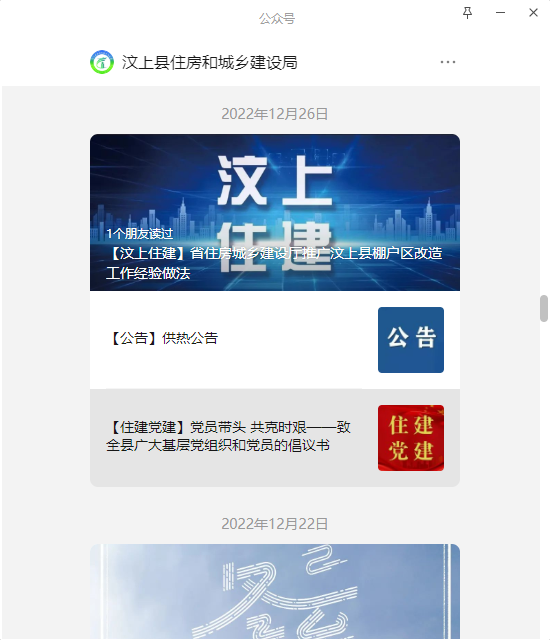 公众号
汶上县住房和城乡建设局
2022年12月26日
汶上
住建
1个朋友读过
【汶上住建】省住房城乡建设厅推广汶上县棚户区改造
工作经验做法
【公告】供热公告
公告
【住建党建】党员带头 共克时艰——致
全县广大基层党组织和党员的倡议书
住建
党建
2022年12月22日